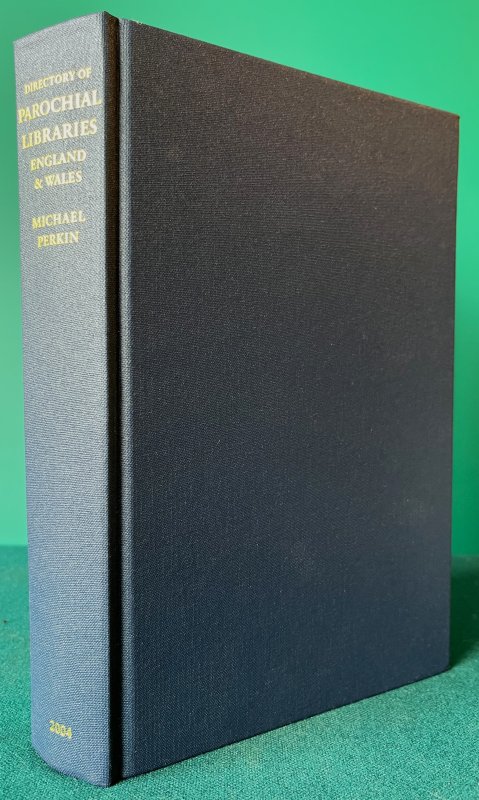 DIRECTORY OF
PAROCHIAL
LIBRARIES
ENGLAND
& WALES
MICHAEL
PERKIN
2004